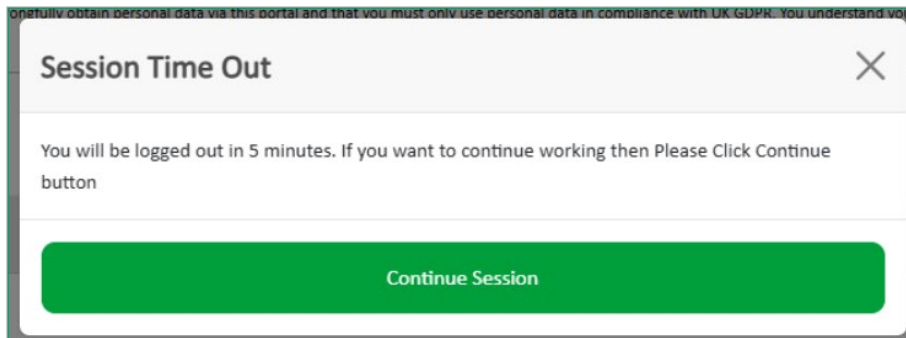 ongfully obtain personal data via this portal and that you must only use personal data in compliance with UK GDPR. You understand you
Session Time Out
You will be logged out in 5 minutes. If you want to continue working then Please Click Continue
button
Continue Session